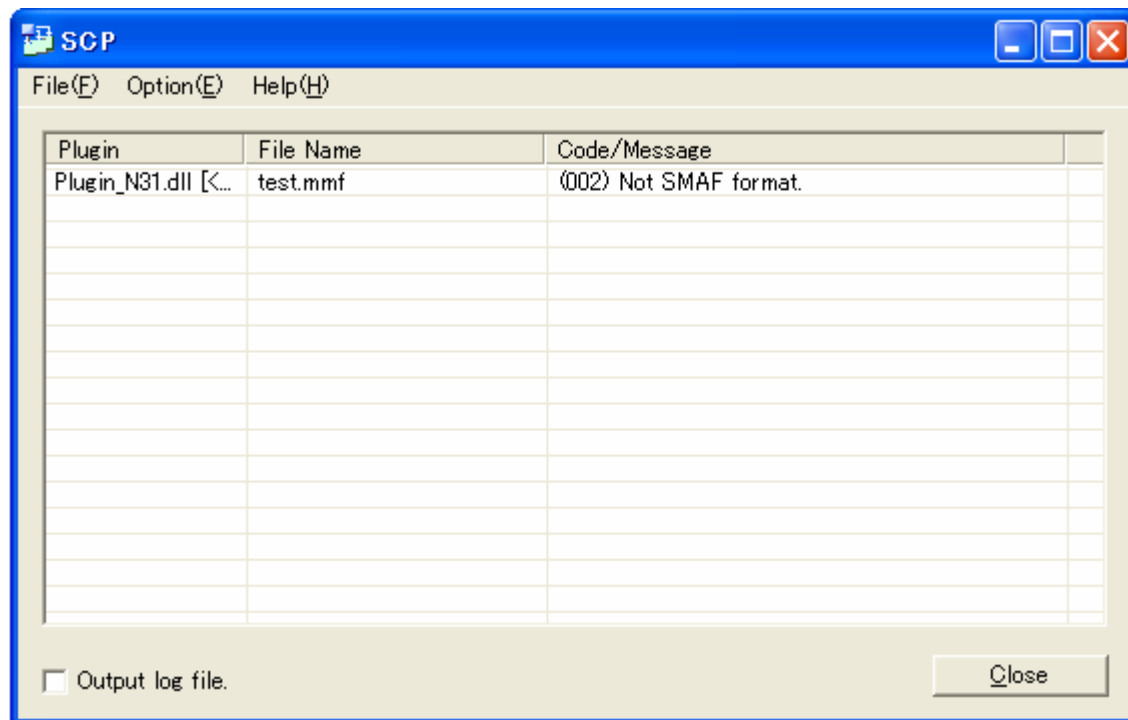 SCP
File(F) Option(E) Help(H)
Plugin File Name Code/Message
Plugin_N31.dll [<... test.mmf (002) Not SMAF format.
Output log file. Close